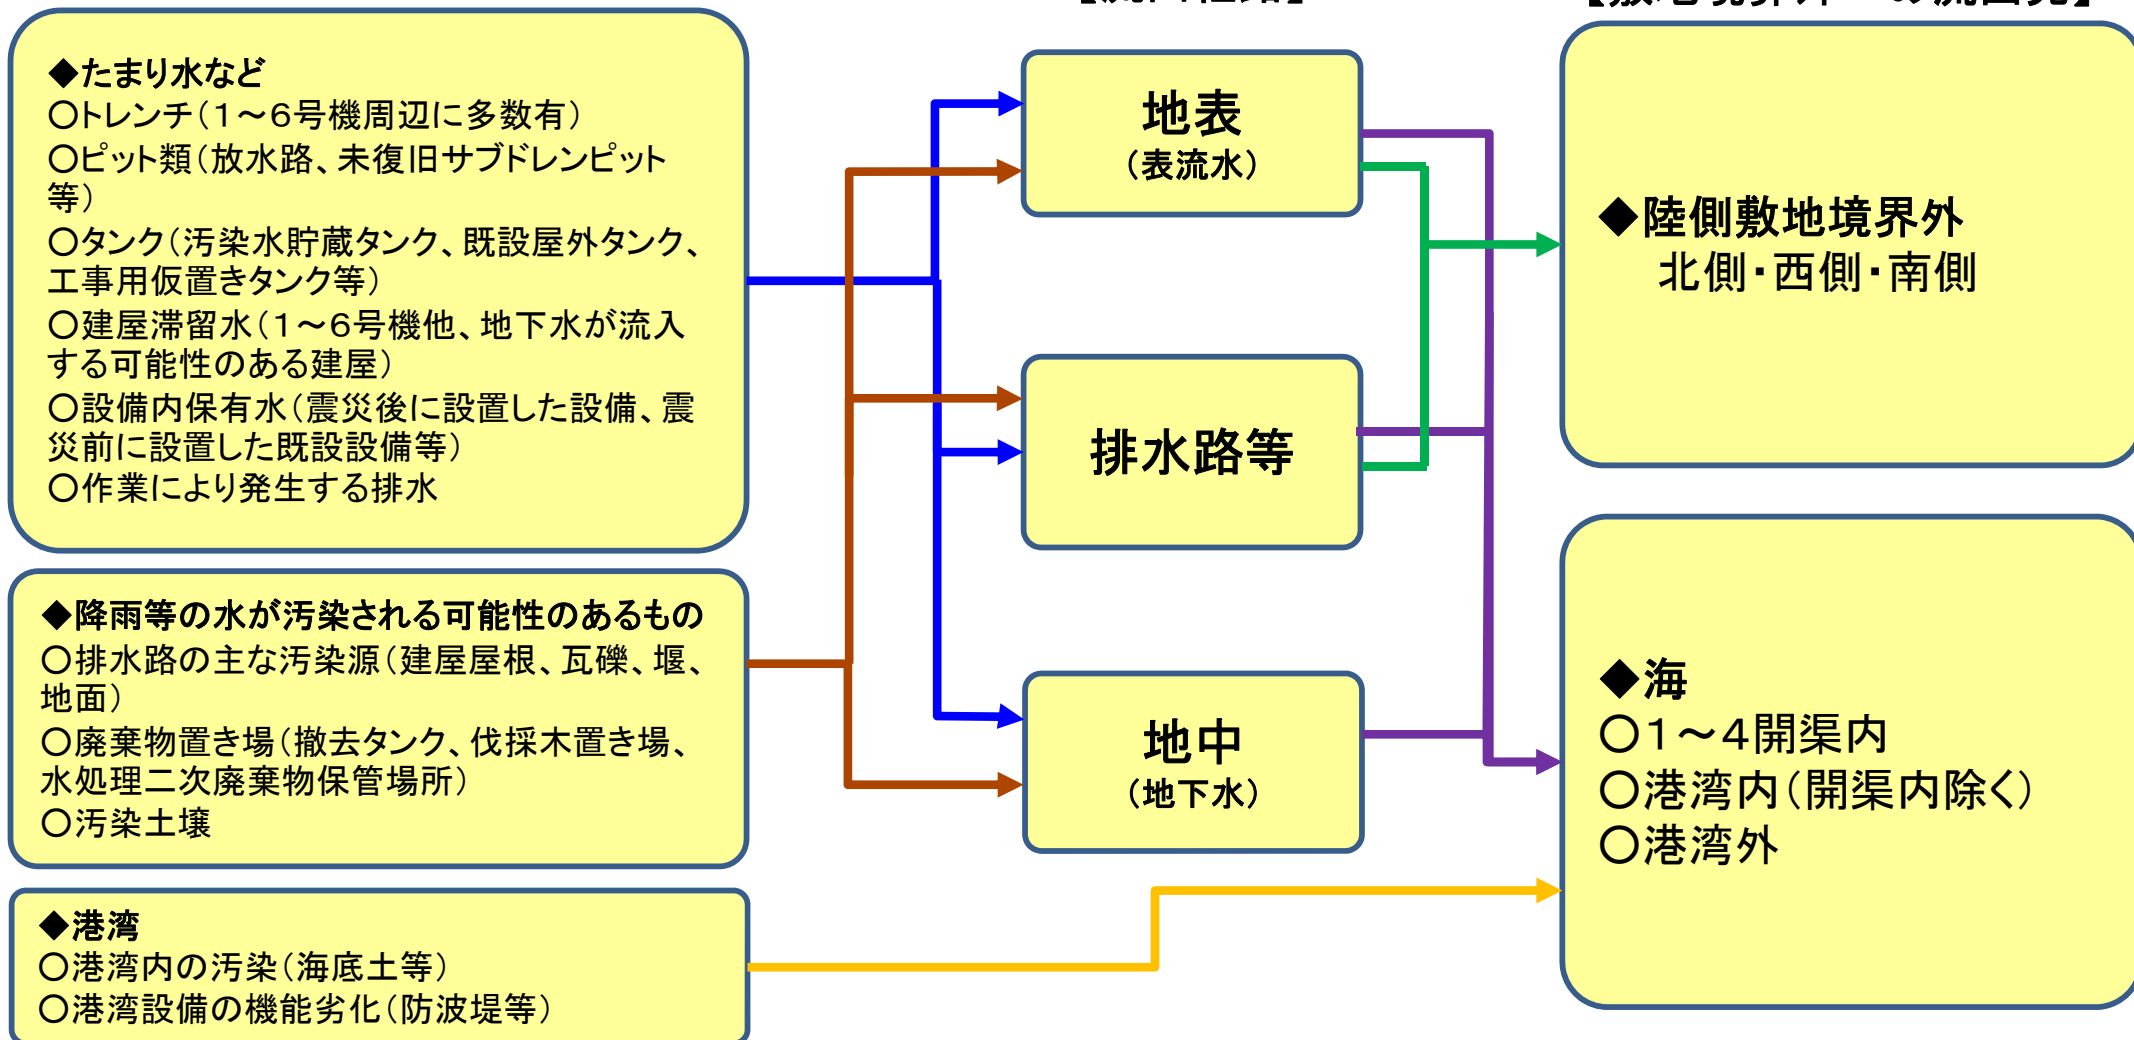 ◆たまり水など
○トレンチ（１～６号機周辺に多数有）
○ピット類（放水路、未復旧サブドレンピット
等）
○タンク（汚染水貯蔵タンク、既設屋外タンク、
工事用仮置きタンク等）
○建屋滞留水（１～６号機他、地下水が流入
する可能性のある建屋）
○設備内保有水（震災後に設置した設備、震
災前に設置した既設設備等）
○作業により発生する排水
◆降雨等の水が汚染される可能性のあるもの
○排水路の主な汚染源（建屋屋根、瓦礫、堰、
地面）
○廃棄物置き場（撤去タンク、伐採木置き場、
水処理二次廃棄物保管場所）
○汚染土壌
◆港湾
○港湾内の汚染（海底土等）
○港湾設備の機能劣化（防波堤等）
地表
（表流水）
排水路等
地中
（地下水）
◆陸側敷地境界外
北側・西側・南側
◆海
○１～４開渠内
○港湾内（開渠内除く）
○港湾外